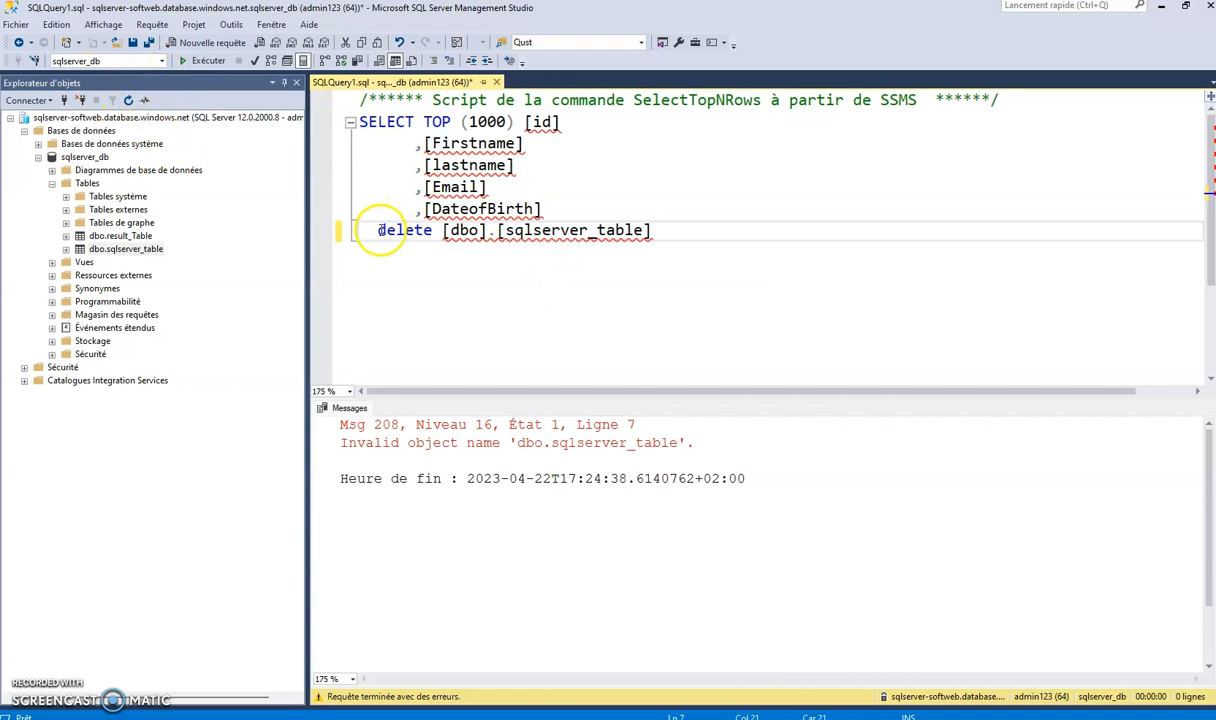 SQLQuery1.sql - sqlserver-softweb.database.windows.net.sqlserver_db (admin123 (64))* - Microsoft SQL Server Management Studio
Lancement rapide (Ctrl+Q)
Fichier Edition Affichage Requête Projet Outils Fenêtre Aide
Nouvelle requête
Qust
sqlserver_db
Exécuter
Explorateur d'objets
Connecter
sqlserver-softweb.database.windows.net (SQL Server 12.0.2000.8 -
Bases de données
Bases de données système
sqlserver_db
Diagrammes de base de données
Tables
Tables système
Tables externes
Tables de graphe
dbo.result_Table
dbo.sqlserver_table
Vues
Ressources externes
Synonymes
Programmabilité
Magasin des requêtes
Événements étendus
Stockage
Sécurité
Sécurité
Catalogues Integration Services
SQLQuery1.sql - sq..._db (admin123 (64))*
/****** Script de la commande SelectTopNRows à partir de SSMS ******/
SELECT TOP (1000) [id]
,[Firstname]
,[lastname]
,[Email]
,[DateofBirth]
delete [dbo].[sqlserver_table]
175 %
Messages
Msg 208, Niveau 16, État 1, Ligne 7
Invalid object name 'dbo.sqlserver_table'.
Heure de fin : 2023-04-22T17:24:38.6140762+02:00
175 %
Requête terminée avec des erreurs.
sqlserver-softweb.database.... admin123 (64) sqlserver_db 00:00:00 0 lignes
RECORDED WITH
SCREENCAST MATIC
Prêt
Ln 7 Col 21 Car 21 INS